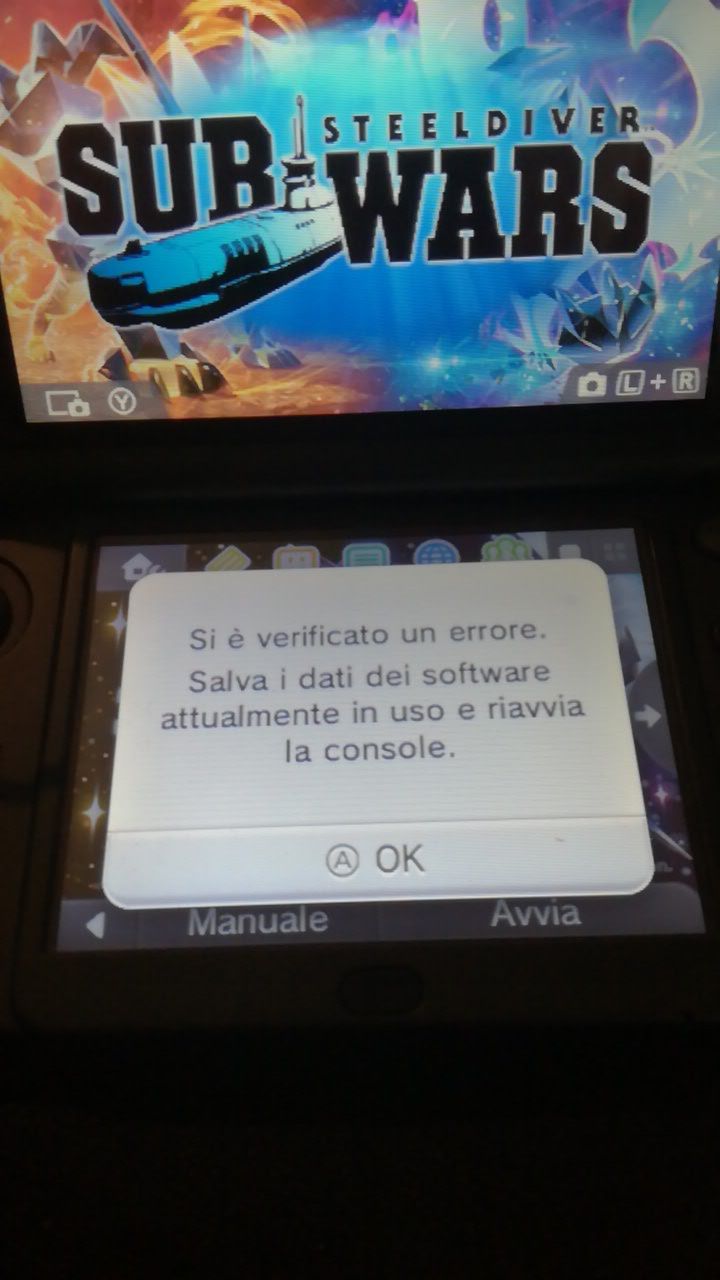 STEELDIVER
SUB WARS
Y
L + R
Si è verificato un errore.
Salva i dati dei software
attualmente in uso e riavvia
la console.
A OK
Manuale Avvia